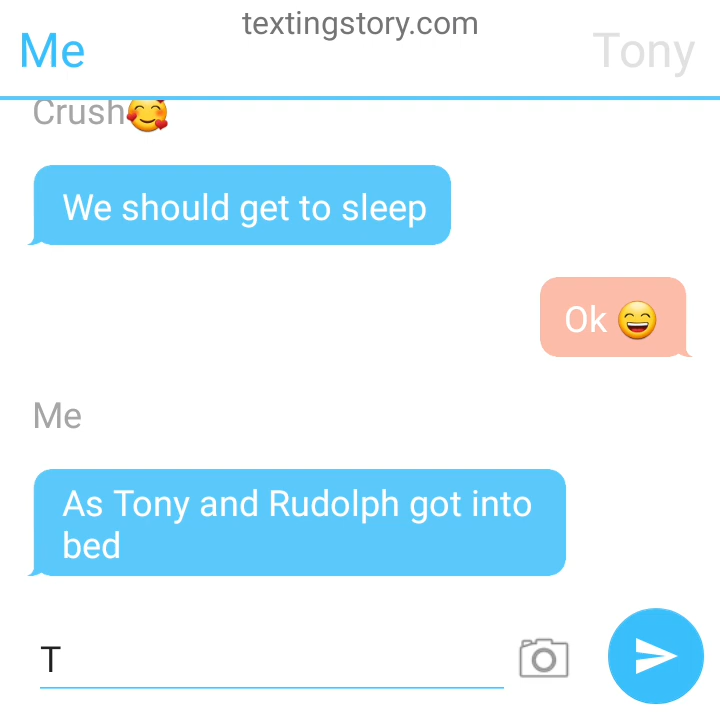 textingstory.com
Me
Tony
Crush🥰
We should get to sleep
Ok 😄
Me
As Tony and Rudolph got into
bed
T